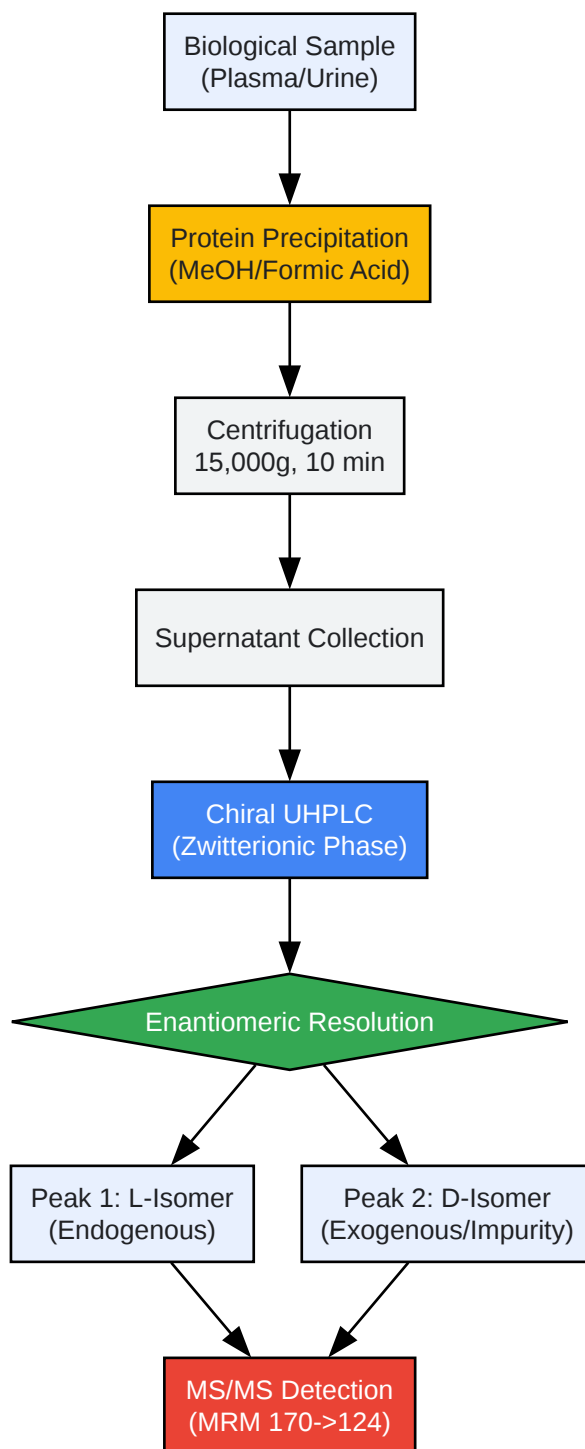 Biological Sample
(Plasma/Urine)
Protein Precipitation
(MeOH/Formic Acid)
Centrifugation
15,000g, 10 min
Supernatant Collection
Chiral UHPLC
(Zwitterionic Phase)
Enantiomeric Resolution
Peak 1: L-Isomer
(Endogenous)
Peak 2: D-Isomer
(Exogenous/Impurity)
MS/MS Detection
(MRM 170->124)